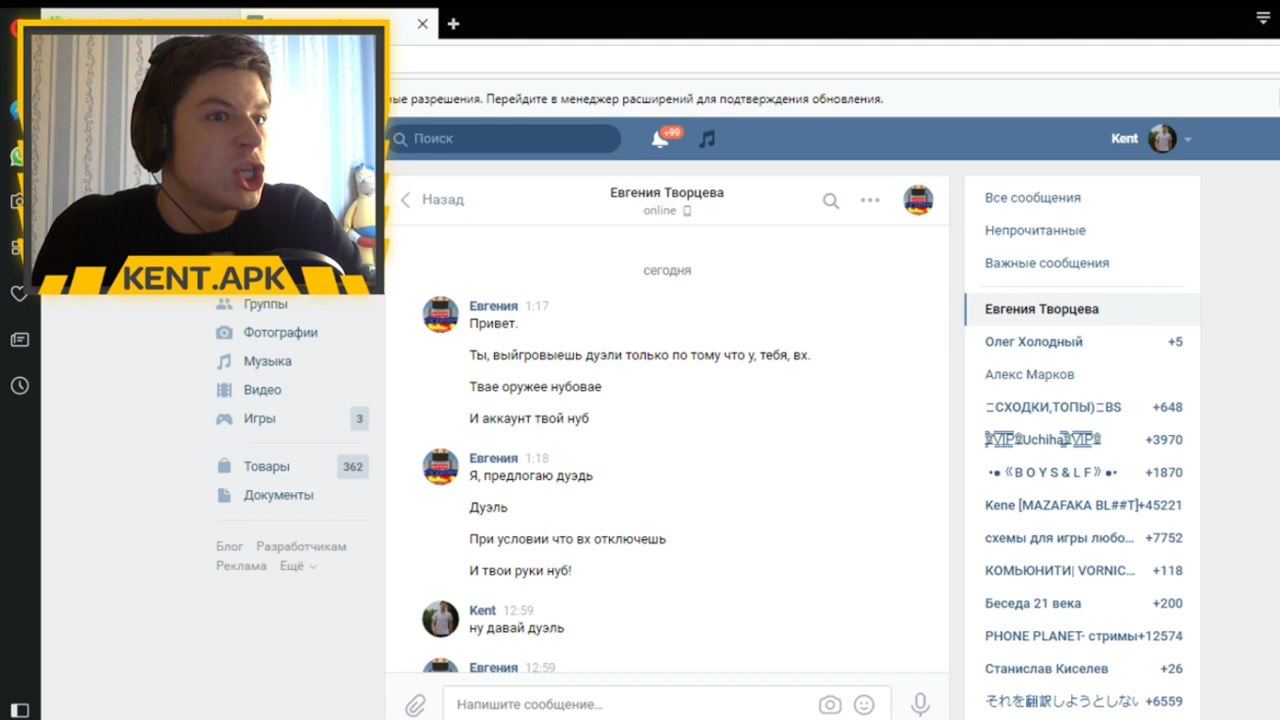 ные разрешения. Перейдите в менеджер расширений для подтверждения обновления.
Поиск
+99
Kent
KENT.APK
Группы
Фотографии
Музыка
Видео
Игры 3
Товары 362
Документы
Блог Разработчикам
Реклама Ещё
Назад
Евгения Творцева
online
сегодня
Евгения 1:17
Привет.
Ты, выйгровыешь дуэли только по тому что у, тебя, вх.
Твае оружее нубовае
И аккаунт твой нуб
Евгения 1:18
Я, предлогаю дуэдь
Дуэль
При условии что вх отключешь
И твои руки нуб!
Kent 12:59
ну давай дуэль
Евгения 12:59
Напишите сообщение...
Все сообщения
Непрочитанные
Важные сообщения
Евгения Творцева
Олег Холодный +5
Алекс Марков
⊐СХОДКИ,ТОПЫ)⊐BS +648
VIP Uchiha VIP +3970
•●《B O Y S & L F》●• +1870
Kene [MAZAFAKA BL##T] +45221
схемы для игры любо... +7752
КОМЬЮНИТИ| VORNIC... +118
Беседа 21 века +200
PHONE PLANET- стримы +12574
Станислав Киселев +26
それを翻訳しようとしない +6559